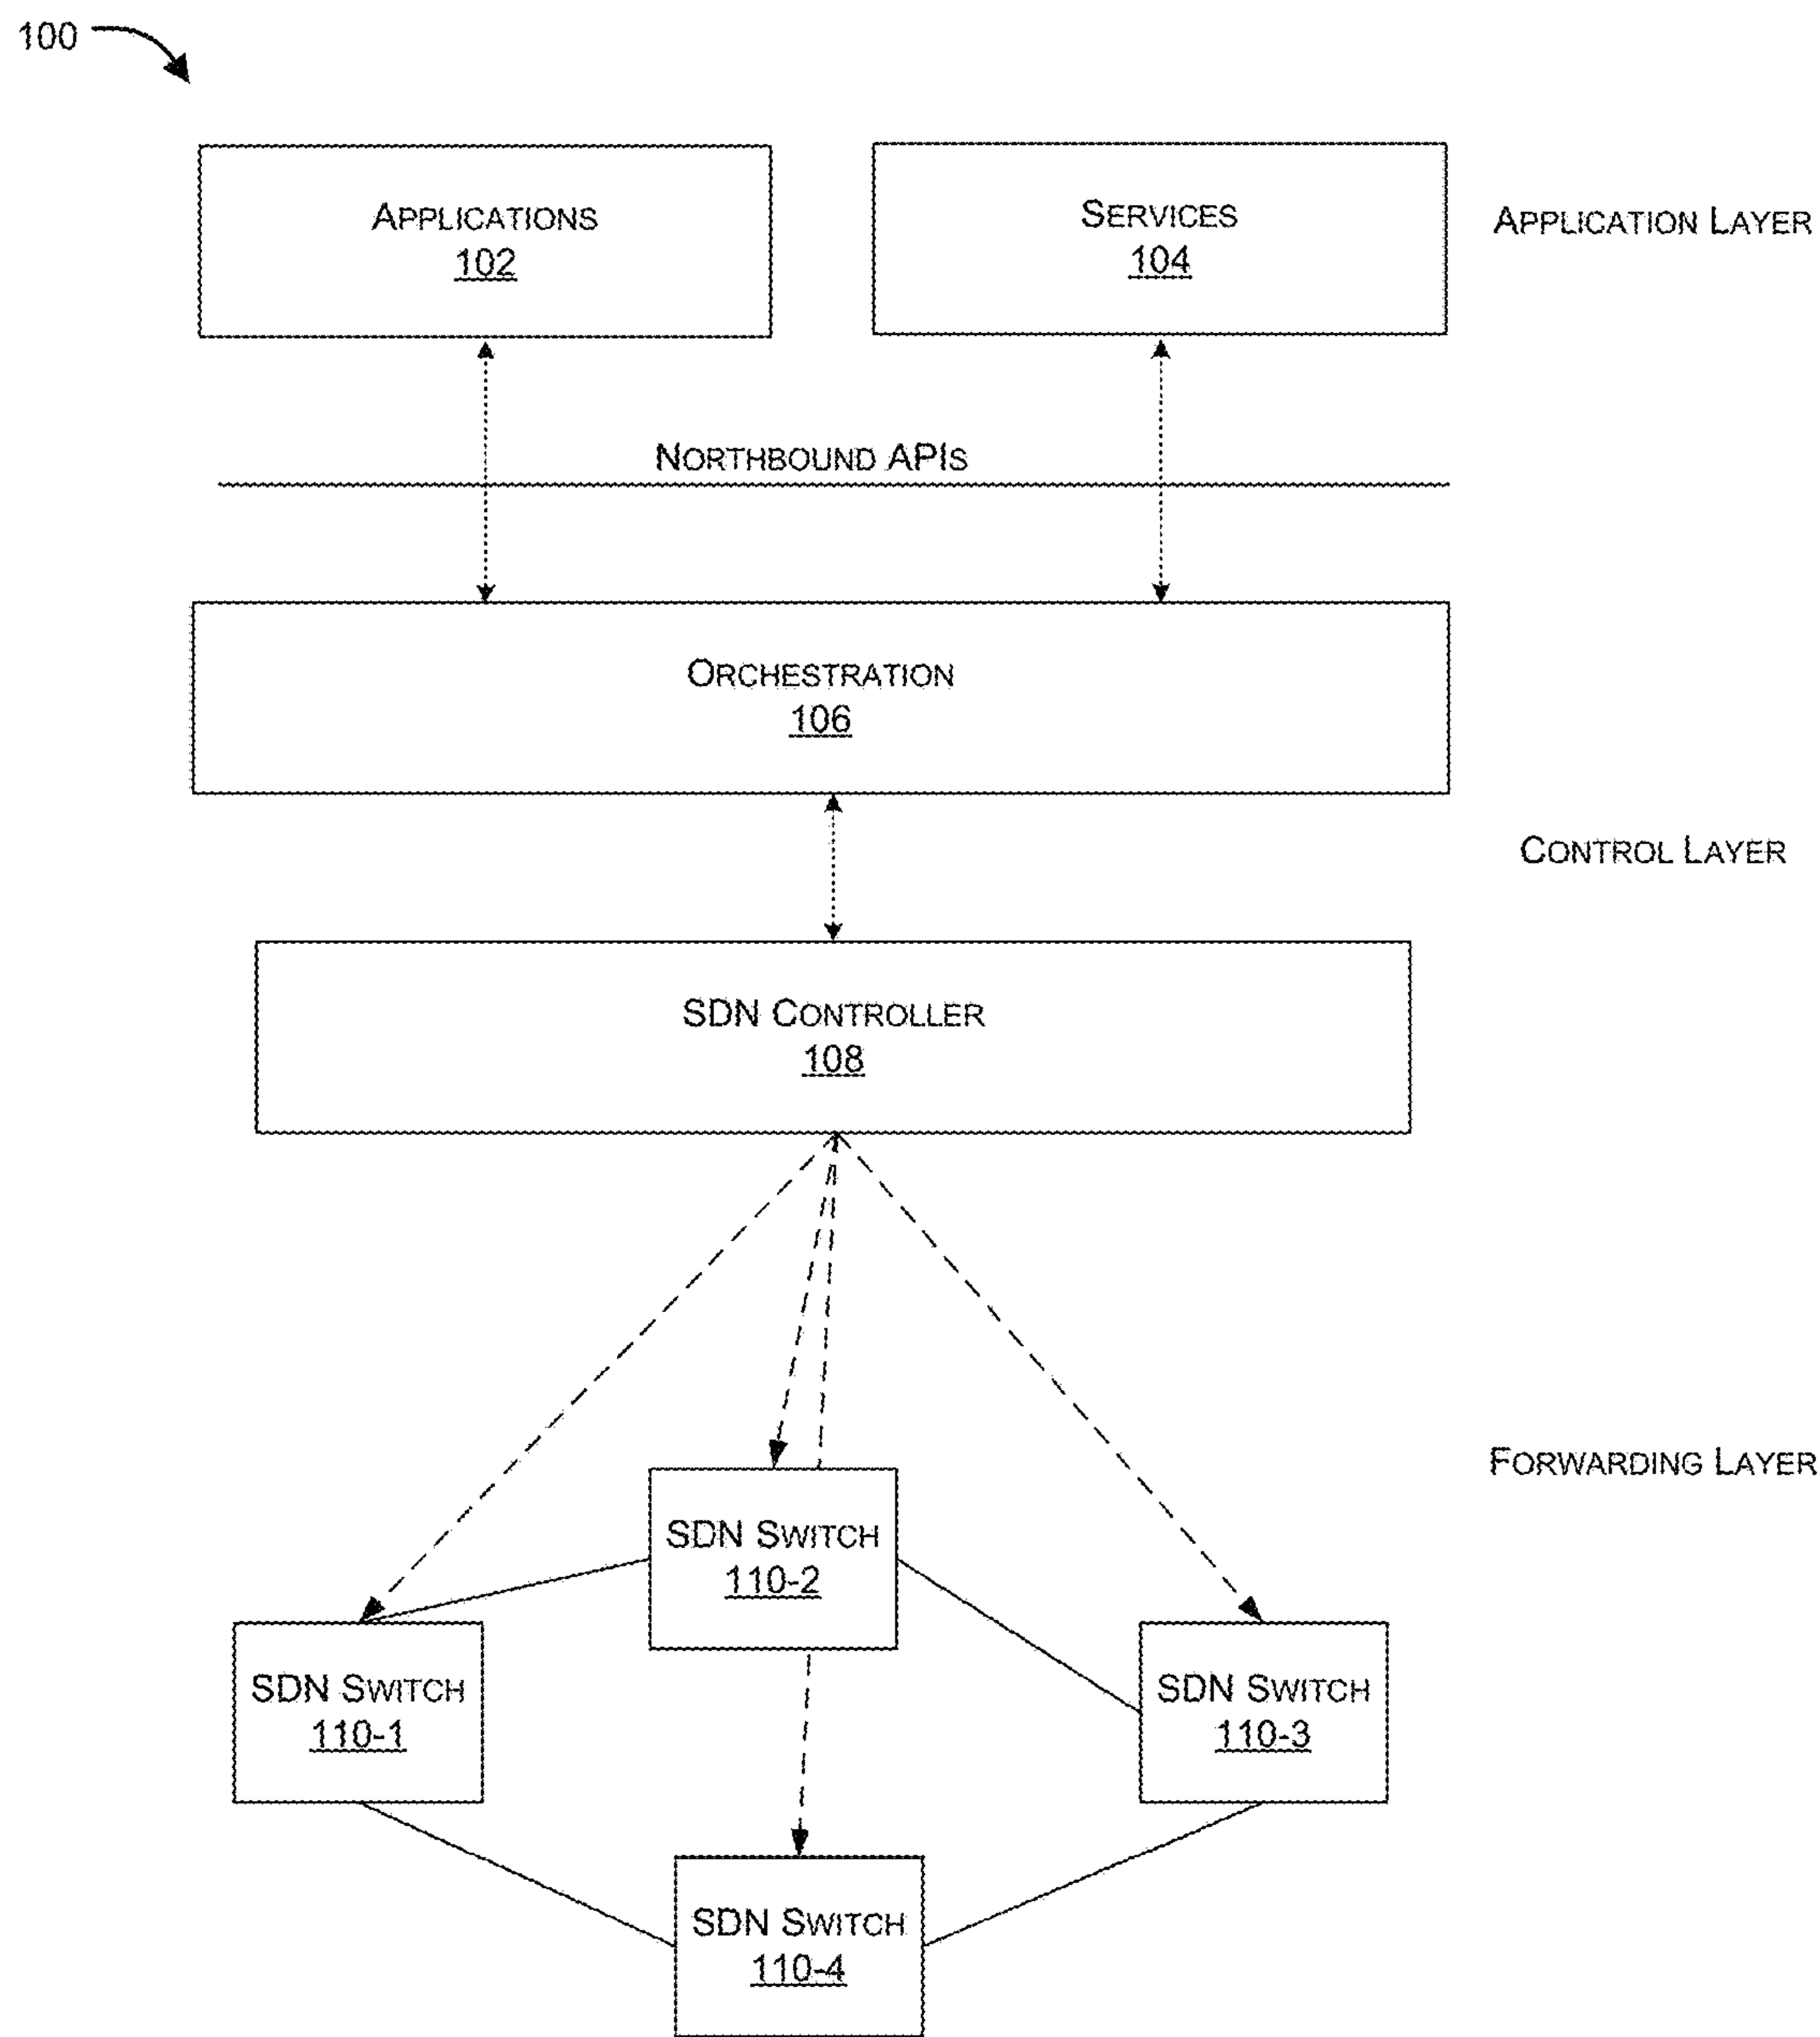 100
APPLICATIONS
102
SERVICES
104
APPLICATION LAYER
NORTHBOUND APIS
ORCHESTRATION
106
CONTROL LAYER
SDN CONTROLLER
108
FORWARDING LAYER
SDN SWITCH
110-2
SDN SWITCH
110-1
SDN SWITCH
110-3
SDN SWITCH
110-4